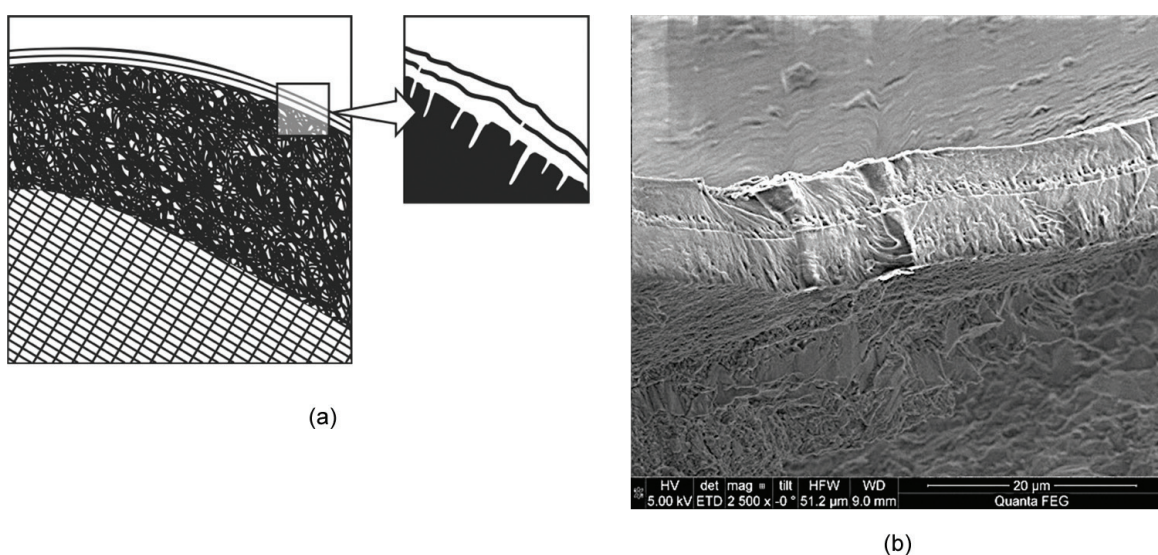 (a)
HV det mag ▣ tilt HFW WD 20 µm
5.00 kV ETD 2 500 x -0 ° 51.2 µm 9.0 mm Quanta FEG
(b)